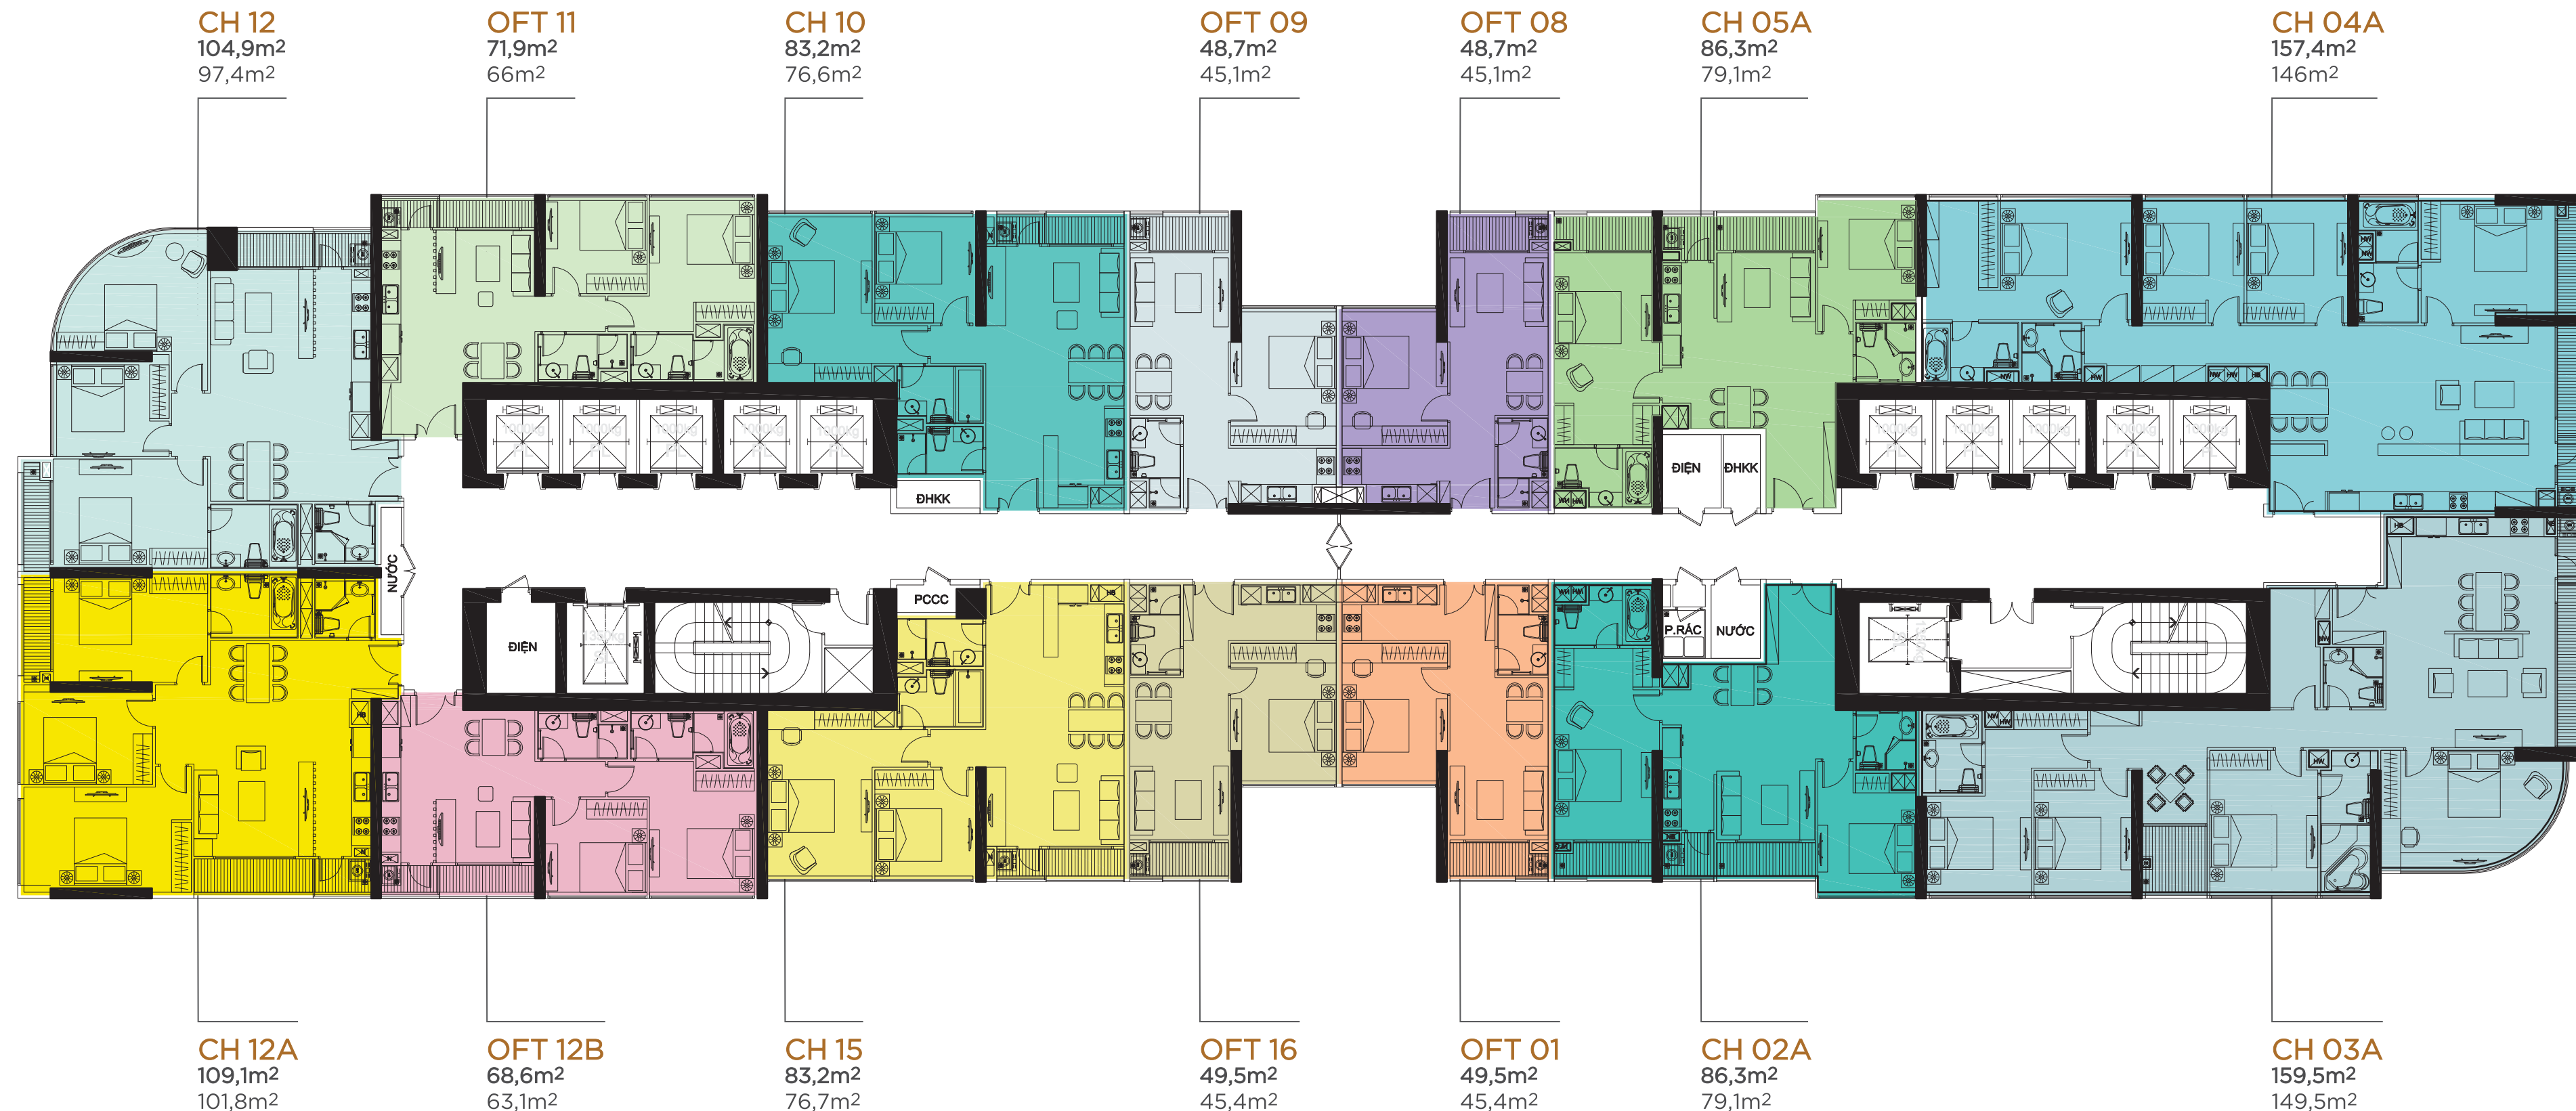 CH 12
104,9m²
97,4m²
OFT 11
71,9m²
66m²
CH 10
83,2m²
76,6m²
OFT 09
48,7m²
45,1m²
OFT 08
48,7m²
45,1m²
CH 05A
86,3m²
79,1m²
CH 04A
157,4m²
146m²
ĐIỆN
ĐHKK
ĐHKK
NƯỚC
PCCC
ĐIỆN
P.RÁC
NƯỚC
CH 12A
109,1m²
101,8m²
OFT 12B
68,6m²
63,1m²
CH 15
83,2m²
76,7m²
OFT 16
49,5m²
45,4m²
OFT 01
49,5m²
45,4m²
CH 02A
86,3m²
79,1m²
CH 03A
159,5m²
149,5m²